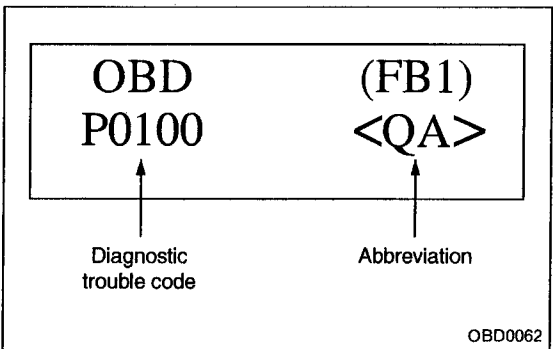 OBD (FB1)
P0100 <QA>
Diagnostic
trouble code
Abbreviation
OBD0062